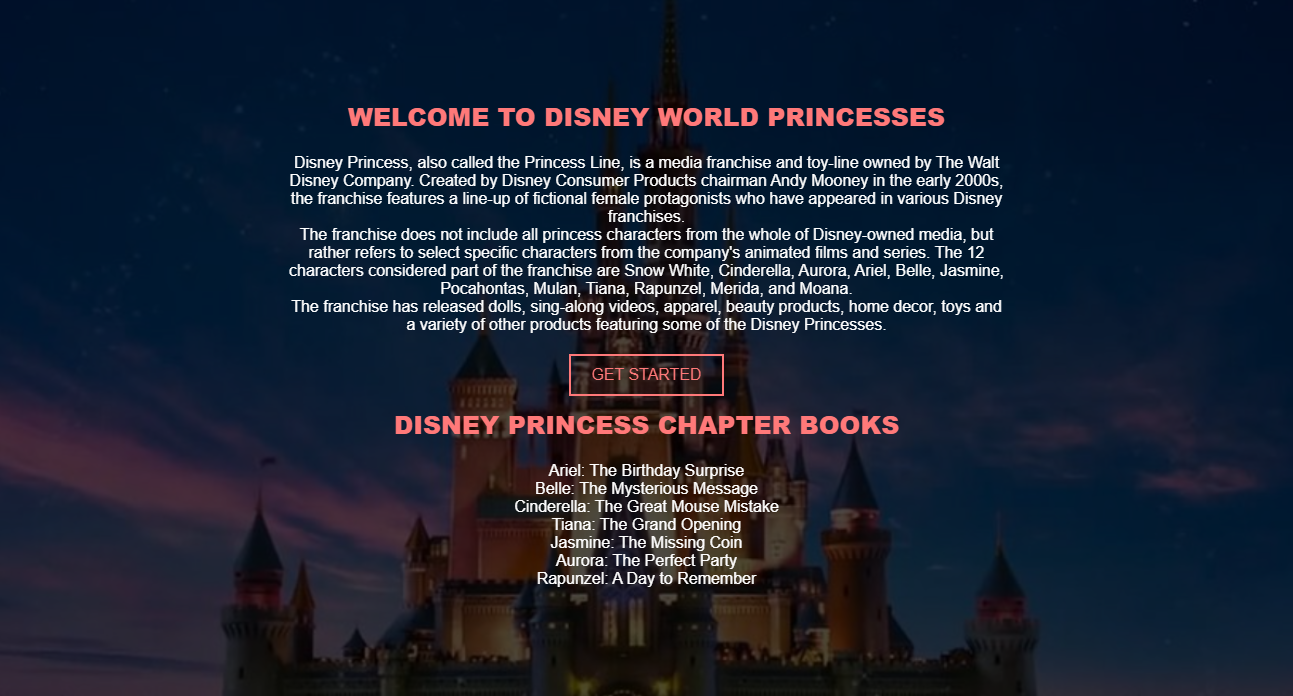 WELCOME TO DISNEY WORLD PRINCESSES
Disney Princess, also called the Princess Line, is a media franchise and toy-line owned by The Walt
Disney Company. Created by Disney Consumer Products chairman Andy Mooney in the early 2000s,
the franchise features a line-up of fictional female protagonists who have appeared in various Disney
franchises.
The franchise does not include all princess characters from the whole of Disney-owned media, but
rather refers to select specific characters from the company's animated films and series. The 12
characters considered part of the franchise are Snow White, Cinderella, Aurora, Ariel, Belle, Jasmine,
Pocahontas, Mulan, Tiana, Rapunzel, Merida, and Moana.
The franchise has released dolls, sing-along videos, apparel, beauty products, home decor, toys and
a variety of other products featuring some of the Disney Princesses.
GET STARTED
DISNEY PRINCESS CHAPTER BOOKS
Ariel: The Birthday Surprise
Belle: The Mysterious Message
Cinderella: The Great Mouse Mistake
Tiana: The Grand Opening
Jasmine: The Missing Coin
Aurora: The Perfect Party
Rapunzel: A Day to Remember